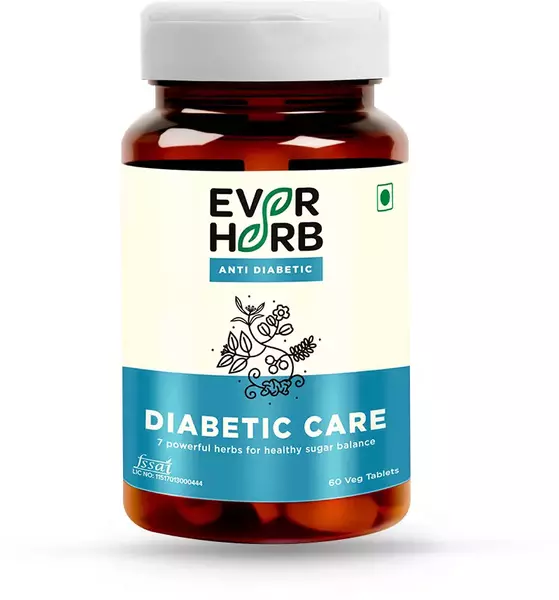 EVER
HERB
ANTI DIABETIC
DIABETIC CARE
7 powerful herbs for healthy sugar balance
fssai
LIC NO: 11517013000444
60 Veg Tablets